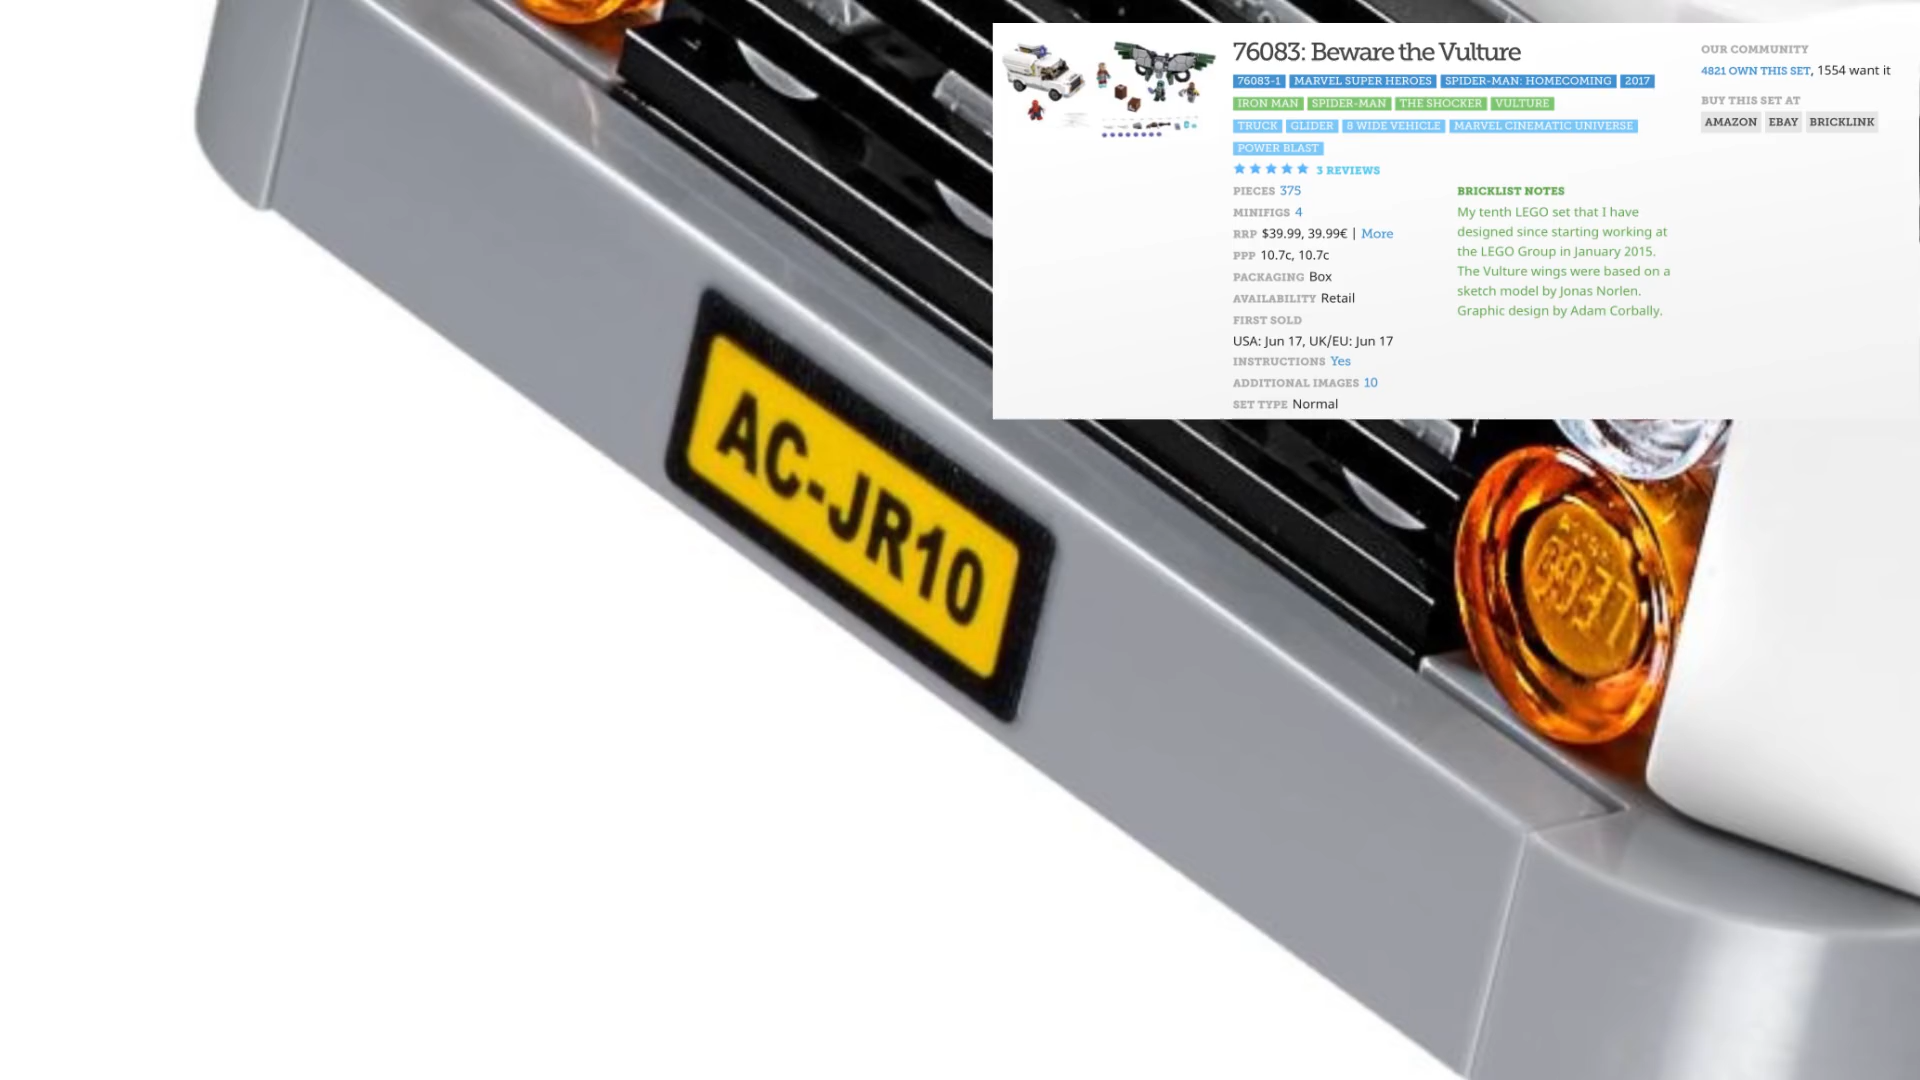 76083: Beware the Vulture
76083-1 MARVEL SUPER HEROES SPIDER-MAN: HOMECOMING 2017
IRON MAN SPIDER-MAN THE SHOCKER VULTURE
TRUCK GLIDER 8 WIDE VEHICLE MARVEL CINEMATIC UNIVERSE
POWER BLAST
3 REVIEWS
PIECES 375
MINIFIGS 4
RRP $39.99, 39.99€ | More
PPP 10.7c, 10.7c
PACKAGING Box
AVAILABILITY Retail
FIRST SOLD
USA: Jun 17, UK/EU: Jun 17
INSTRUCTIONS Yes
ADDITIONAL IMAGES 10
SET TYPE Normal
BRICKLIST NOTES
My tenth LEGO set that I have
designed since starting working at
the LEGO Group in January 2015.
The Vulture wings were based on a
sketch model by Jonas Norlen.
Graphic design by Adam Corbally.
OUR COMMUNITY
4821 OWN THIS SET, 1554 want it
BUY THIS SET AT
AMAZON EBAY BRICKLINK
AC-JR10